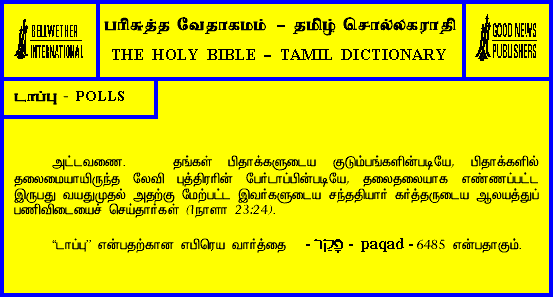 BELLWETHER
INTERNATIONAL
பரிசுத்த வேதாகமம் – தமிழ் சொல்லகராதி
THE HOLY BIBLE – TAMIL DICTIONARY
GOOD NEWS
PUBLISHERS
டாப்பு - POLLS
அட்டவணை. தங்கள் பிதாக்களுடைய குடும்பங்களின்படியே, பிதாக்களில்
தலைமையாயிருந்த லேவி புத்திரரின் பேர்டாப்பின்படியே, தலைதலையாக எண்ணப்பட்ட
இருபது வயதுமுதல் அதற்கு மேற்பட்ட இவர்களுடைய சந்ததியார் கர்த்தருடைய ஆலயத்துப்
பணிவிடையைச் செய்தார்கள் (1நாளா 23:24).
“டாப்பு” என்பதற்கான எபிரெய வார்த்தை - פָּקַד - paqad - 6485 என்பதாகும்.